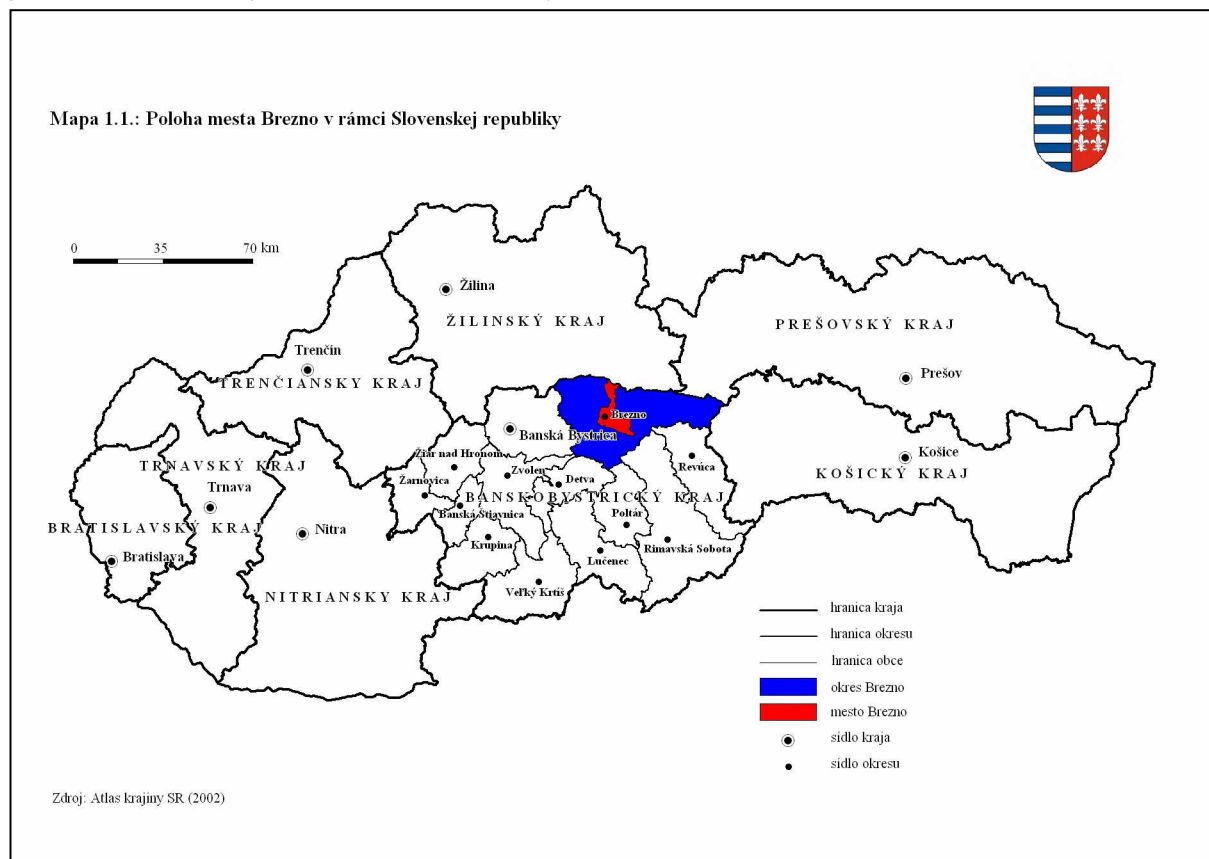 Mapa 1.1.: Poloha mesta Brezno v rámci Slovenskej republiky
0 35 70 km
Žilina
ŽILINSKÝ KRAJ
PREŠOVSKÝ KRAJ
Trenčín
TRENČIANSKY KRAJ
Prešov
Brezno
Banská Bystrica
Žiar nad Hronom
Zvolen
Revúca
Košice
KOŠICKÝ KRAJ
TRNAVSKÝ KRAJ
Trnava
Žarnovica
Detva
BANSKOBYSTRICKÝ KRAJ
Banská Štiavnica
Poltár
BRATISLAVSKÝ KRAJ
Bratislava
Nitra
Krupina
Lučenec
Rimavská Sobota
Veľký Krtíš
NITRIANSKY KRAJ
hranica kraja
hranica okresu
hranica obce
okres Brezno
mesto Brezno
sídlo kraja
sídlo okresu
Zdroj: Atlas krajiny SR (2002)